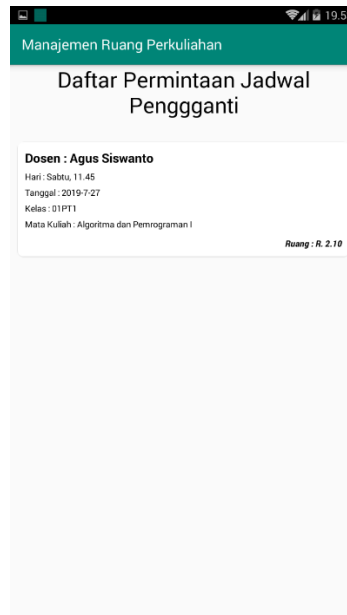 19.5
Manajemen Ruang Perkuliahan
Daftar Permintaan Jadwal
Penggganti
Dosen : Agus Siswanto
Hari : Sabtu, 11.45
Tanggal : 2019-7-27
Kelas : 01PT1
Mata Kuliah : Algoritma dan Pemrograman I
Ruang : R. 2.10